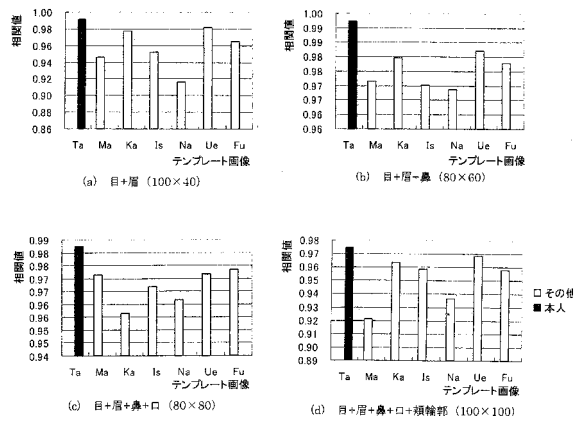 相関値
1.00
0.98
0.96
0.94
0.92
0.90
0.88
0.86
Ta Ma Ka Is Na Ue Fu
テンプレート画像
(a) 目+眉 (100×40)
相関値
1.00
0.99
0.98
0.97
0.96
Ta Ma Ka Is Na Ue Fu
テンプレート画像
(b) 目+眉+鼻 (80×60)
相関値
0.99
0.98
0.97
0.96
0.95
0.94
Ta Ma Ka Is Na Ue Fu
テンプレート画像
(c) 目+眉+鼻+口 (80×80)
相関値
0.98
0.97
0.96
0.95
0.94
0.93
0.92
0.91
0.90
0.89
Ta Ma Ka Is Na Ue Fu
テンプレート画像
(d) 目+眉+鼻+口+頬輪郭 (100×100)
□その他
■本人